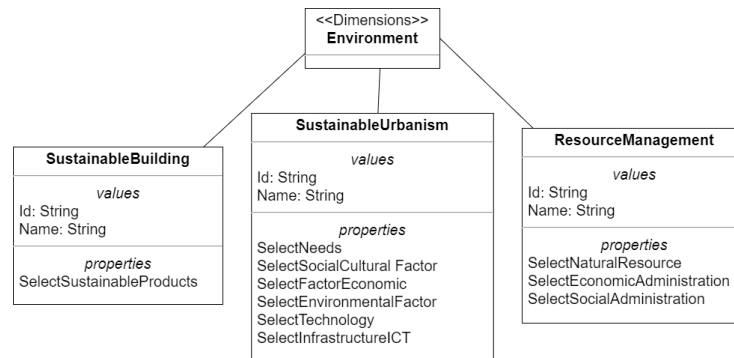 <<Dimensions>>
Environment
SustainableBuilding
values
Id: String
Name: String
properties
SelectSustainableProducts
SustainableUrbanism
values
Id: String
Name: String
properties
SelectNeeds
SelectSocialCultural Factor
SelectFactorEconomic
SelectEnvironmentalFactor
SelectTechnology
SelectInfrastructureICT
ResourceManagement
values
Id: String
Name: String
properties
SelectNaturalResource
SelectEconomicAdministration
SelectSocialAdministration